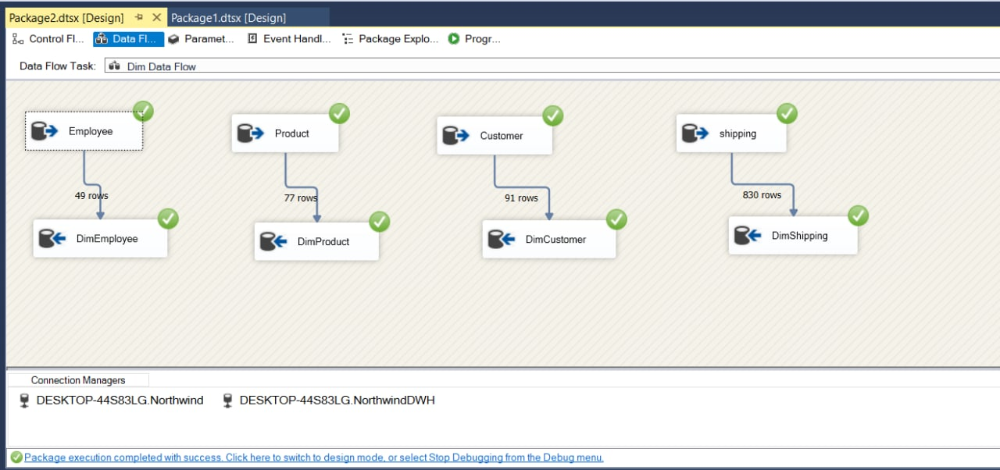 Package2.dtsx [Design] Package1.dtsx [Design]
Control Fl... Data Fl... Paramet... Event Handl... Package Explo... Progr...
Data Flow Task: Dim Data Flow
Employee Product Customer shipping
49 rows 77 rows 91 rows 830 rows
DimEmployee DimProduct DimCustomer DimShipping
Connection Managers
DESKTOP-44S83LG.Northwind DESKTOP-44S83LG.NorthwindDWH
Package execution completed with success. Click here to switch to design mode, or select Stop Debugging from the Debug menu.